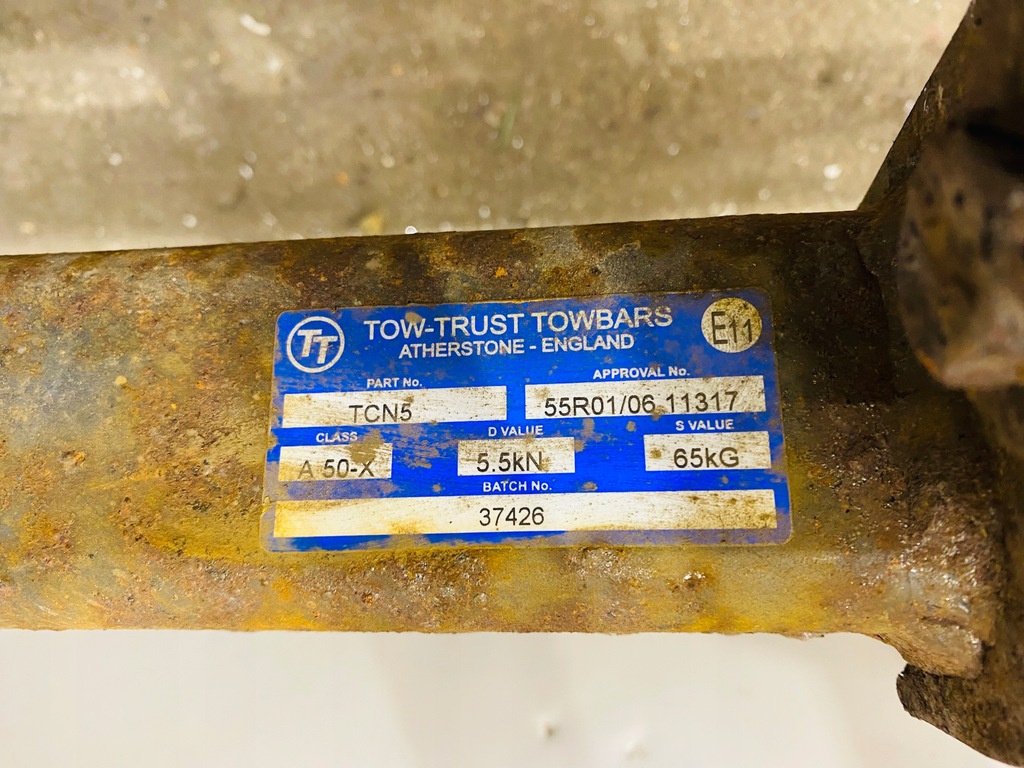 TT
TOW-TRUST TOWBARS
E11
ATHERSTONE - ENGLAND
PART No.
APPROVAL No.
TCN5
55R01/06 11317
CLASS
D VALUE
S VALUE
A 50-X
5.5kN
65kG
BATCH No.
37426